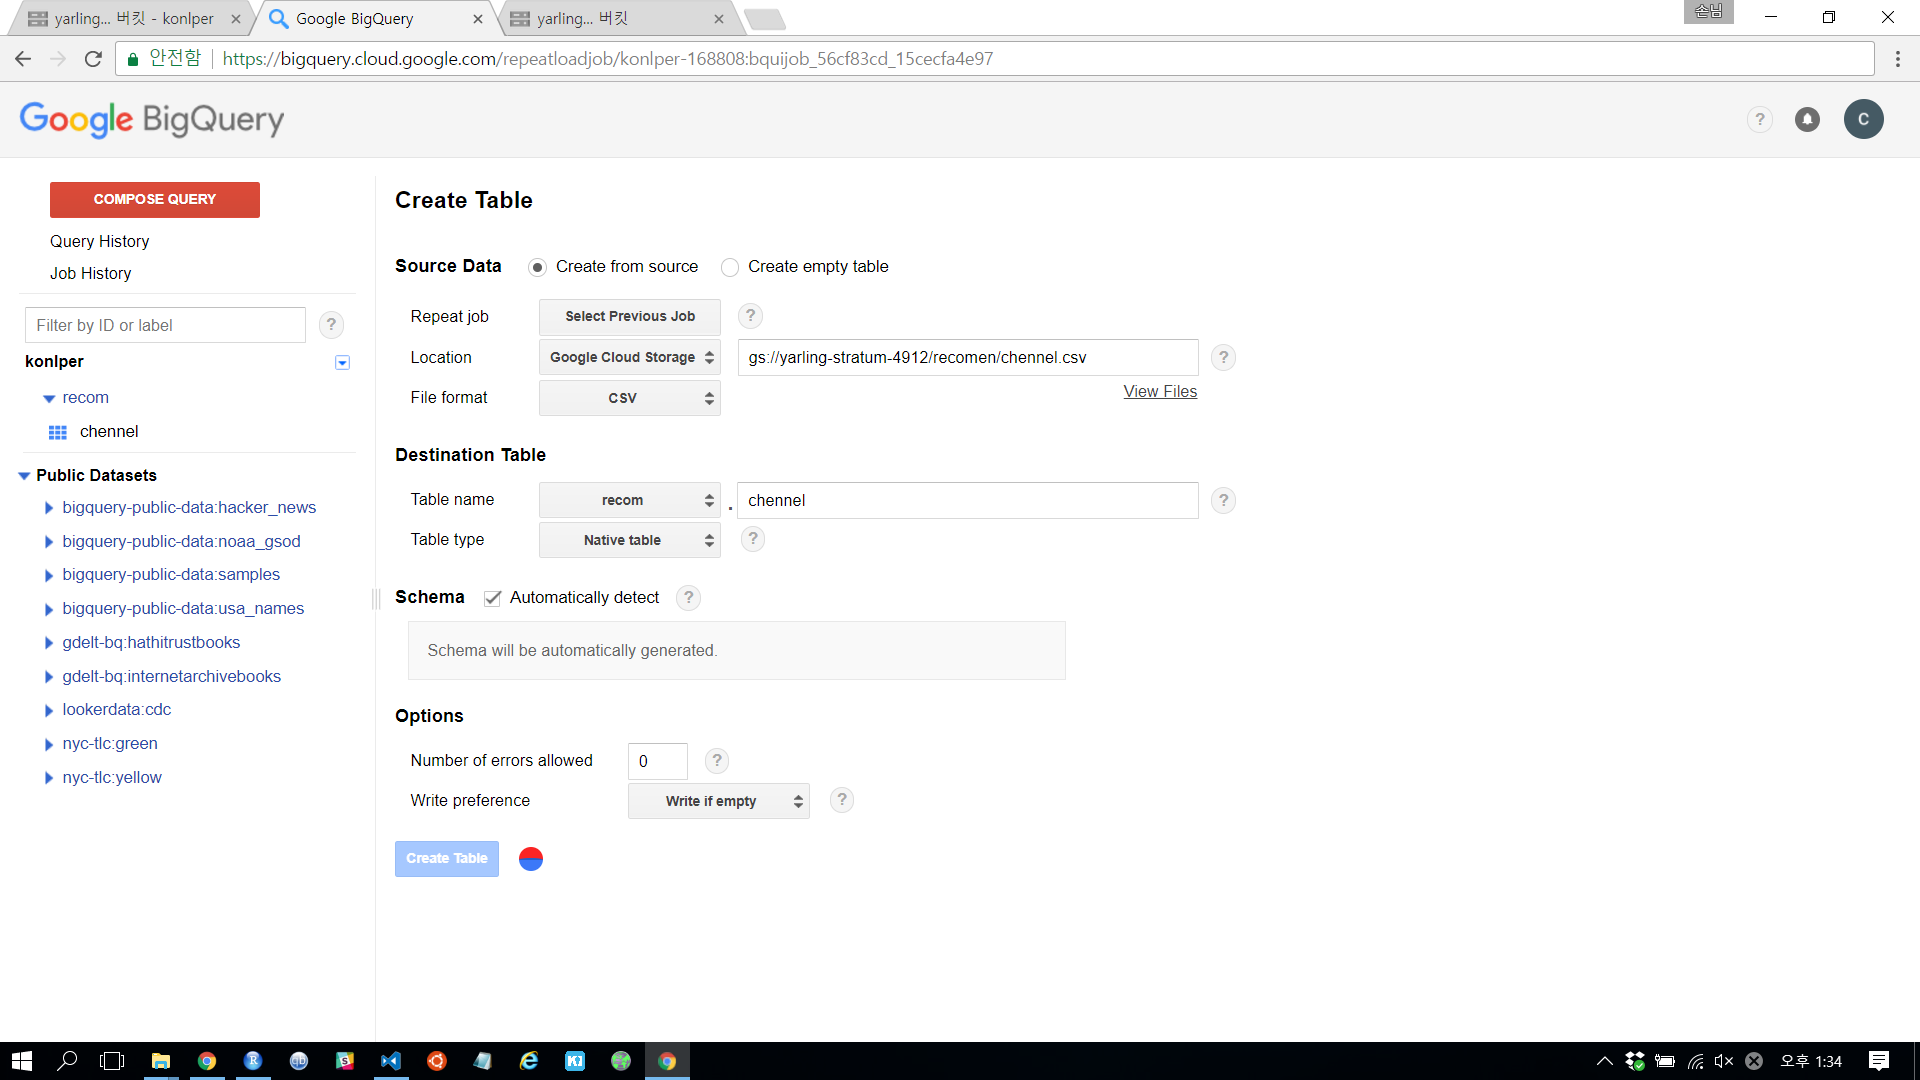 yarling... 버킷 - konlper
Google BigQuery
yarling... 버킷
손님
안전함
https://bigquery.cloud.google.com/repeatloadjob/konlper-168808:bquijob_56cf83cd_15cecfa4e97
Google BigQuery
?
C
COMPOSE QUERY
Query History
Job History
Filter by ID or label
?
konlper
recom
chennel
Public Datasets
bigquery-public-data:hacker_news
bigquery-public-data:noaa_gsod
bigquery-public-data:samples
bigquery-public-data:usa_names
gdelt-bq:hathitrustbooks
gdelt-bq:internetarchivebooks
lookerdata:cdc
nyc-tlc:green
nyc-tlc:yellow
Create Table
Source Data Create from source Create empty table
Repeat job Select Previous Job ?
Location Google Cloud Storage gs://yarling-stratum-4912/recomen/chennel.csv ?
File format CSV View Files
Destination Table
Table name recom . chennel ?
Table type Native table ?
Schema Automatically detect ?
Schema will be automatically generated.
Options
Number of errors allowed 0 ?
Write preference Write if empty ?
Create Table
오후 1:34